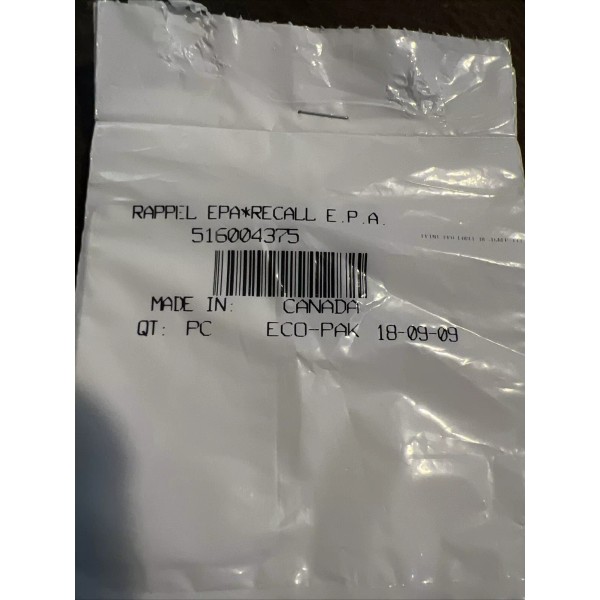 RAPPEL EPA*RECALL E.P.A.
516004375
MADE IN: CANADA
QT: PC ECO-PAK 18-09-09